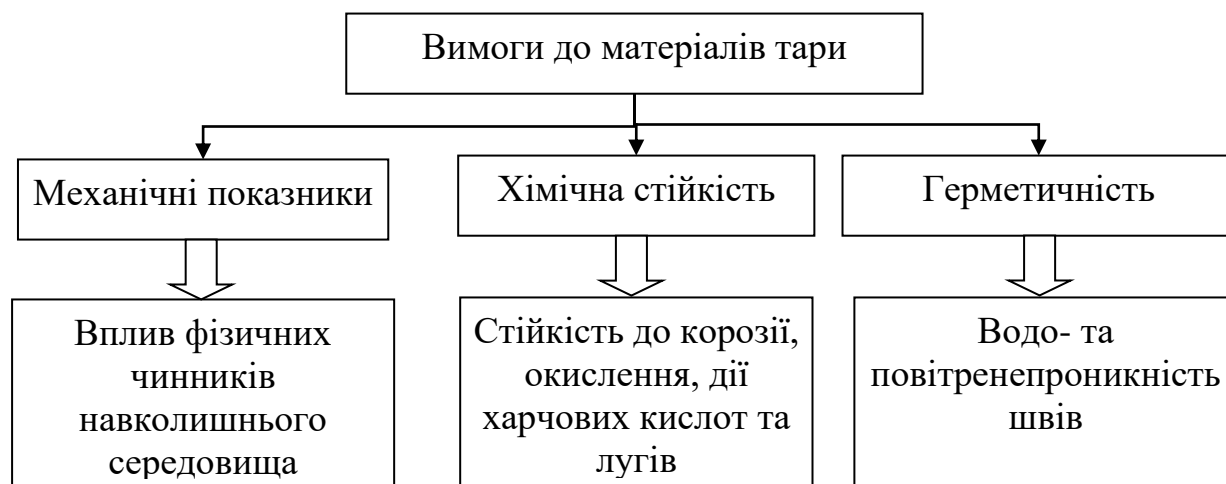 Вимоги до матеріалів тари
Механічні показники
Хімічна стійкість
Герметичність
Вплив фізичних
чинників
навколишнього
середовища
Стійкість до корозії,
окислення, дії
харчових кислот та
лугів
Водо- та
повітренепроникність
швів